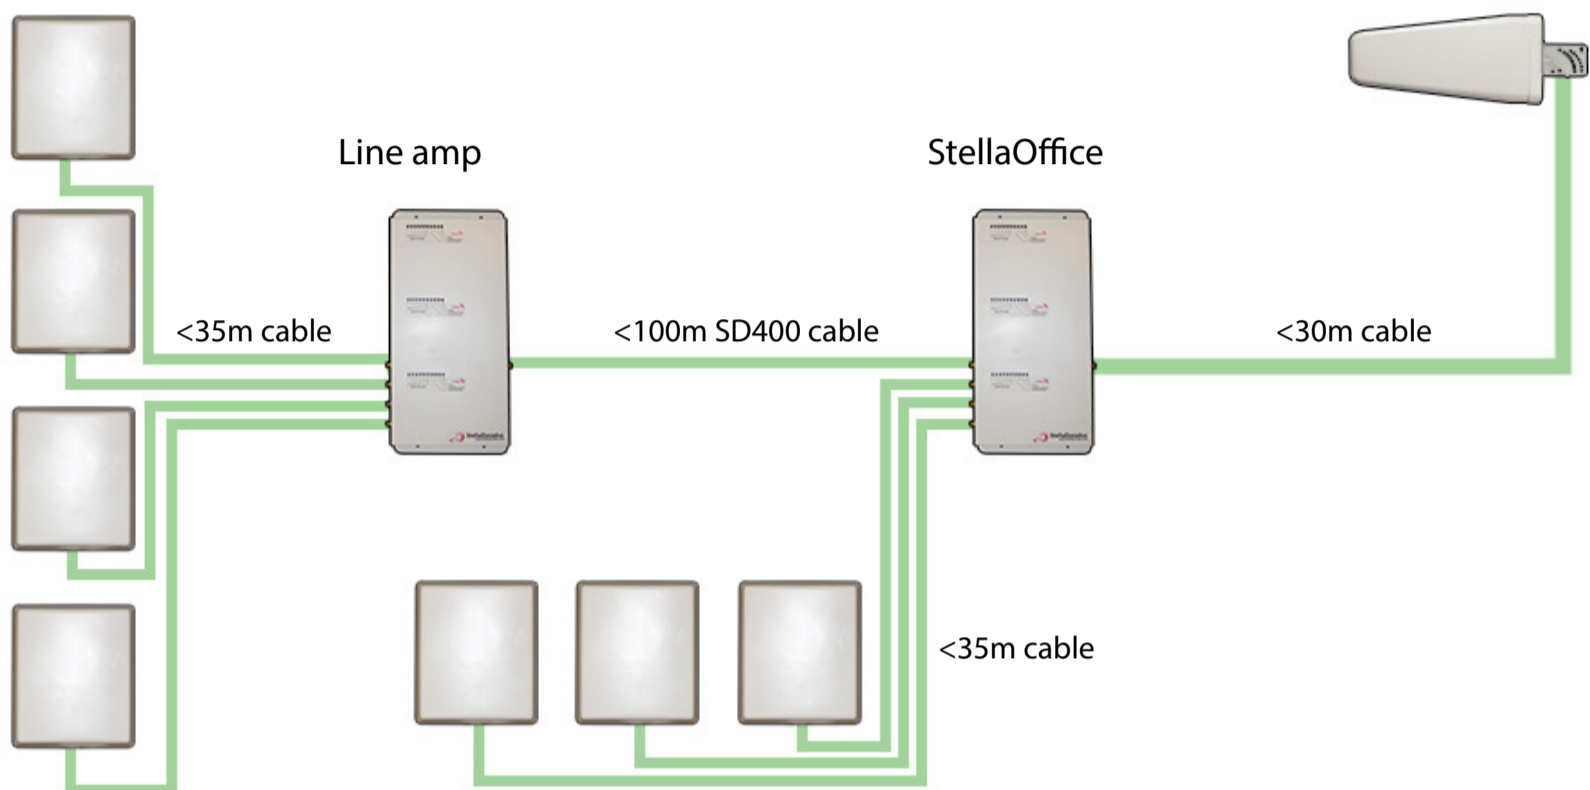 Line amp
StellaOffice
<35m cable
<100m SD400 cable
<30m cable
<35m cable